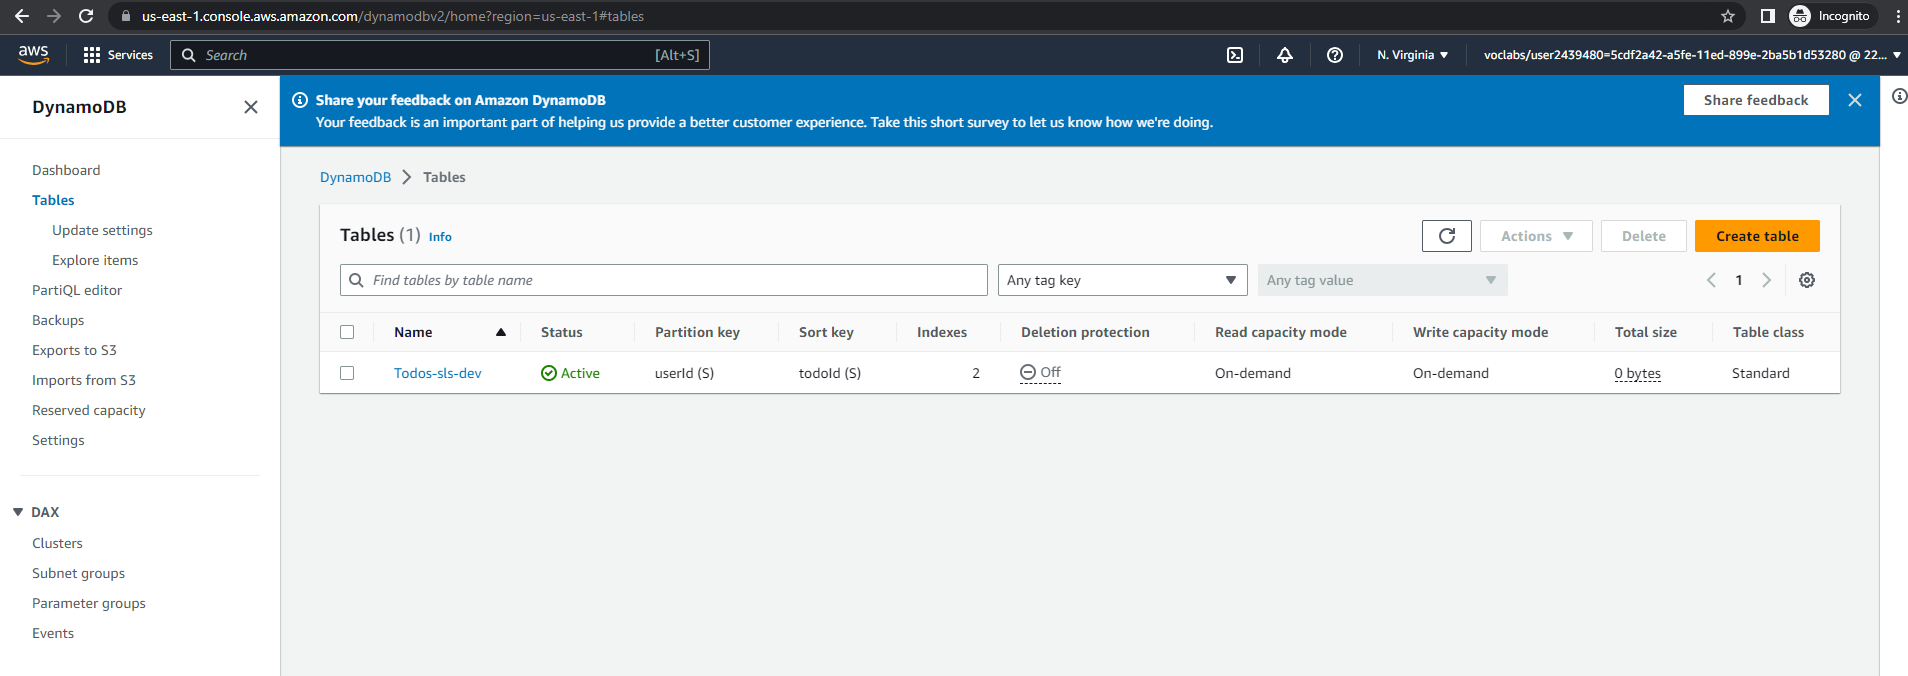 us-east-1.console.aws.amazon.com/dynamodbv2/home?region=us-east-1#tables
Incognito
aws
Services
Search
[Alt+S]
N. Virginia
voclabs/user2439480=5cdf2a42-a5fe-11ed-899e-2ba5b1d53280 @ 22...
DynamoDB
Share your feedback on Amazon DynamoDB
Your feedback is an important part of helping us provide a better customer experience. Take this short survey to let us know how we're doing.
Share feedback
Dashboard
Tables
Update settings
Explore items
PartiQL editor
Backups
Exports to S3
Imports from S3
Reserved capacity
Settings
DAX
Clusters
Subnet groups
Parameter groups
Events
DynamoDB Tables
Tables (1) Info
Actions
Delete
Create table
Find tables by table name
Any tag key
Any tag value
1
Name Status Partition key Sort key Indexes Deletion protection Read capacity mode Write capacity mode Total size Table class
Todos-sls-dev Active userId (S) todoId (S) 2 Off On-demand On-demand 0 bytes Standard